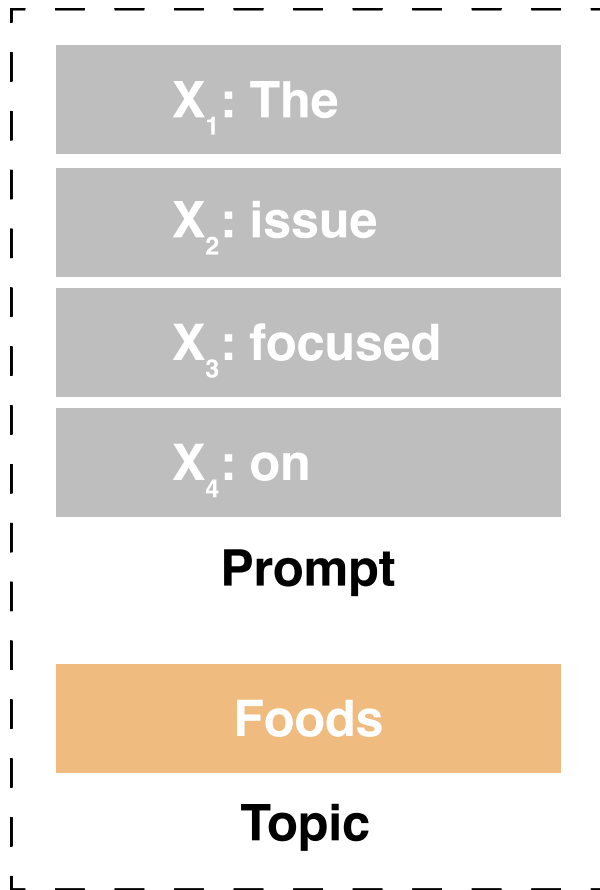 X₁: The
X₂: issue
X₃: focused
X₄: on
Prompt
Foods
Topic